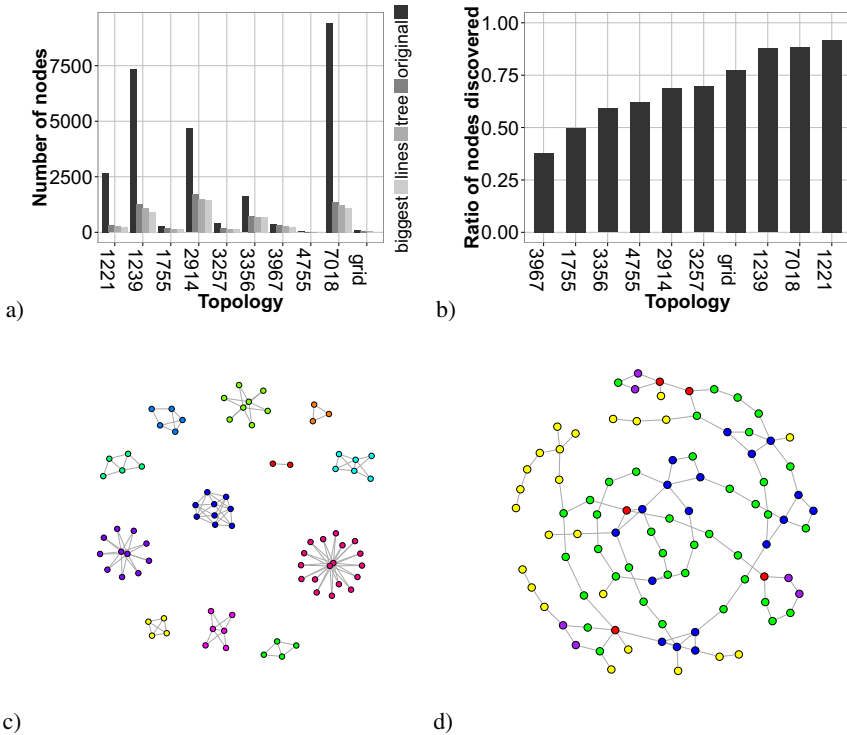 Number of nodes
7500
5000
2500
0
1221
1239
1755
2914
3257
3356
3967
4755
7018
grid
Topology
biggest lines tree original
a)
Ratio of nodes discovered
1.00
0.75
0.50
0.25
0.00
3967
1755
3356
4755
2914
3257
grid
1239
7018
1221
Topology
b)
c)
d)